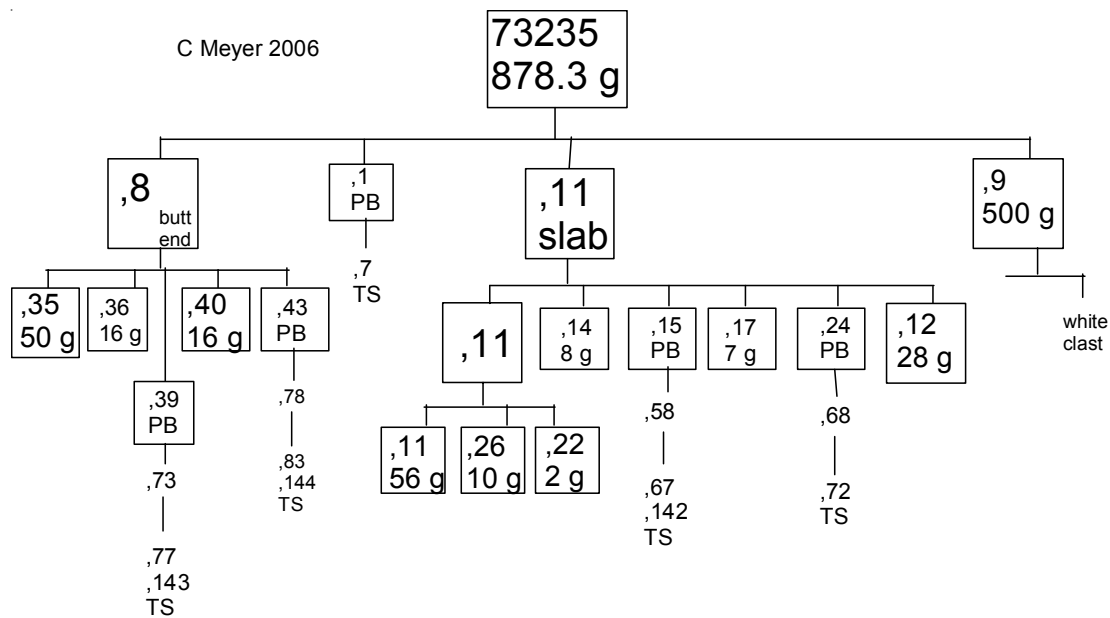 C Meyer 2006
73235
878.3 g
,8
butt
end
,1
PB
,7
TS
,11
slab
,9
500 g
white
clast
,35
50 g
,36
16 g
,40
16 g
,43
PB
,78
,83
,144
TS
,39
PB
,73
,77
,143
TS
,11
,14
8 g
,15
PB
,17
7 g
,24
PB
,12
28 g
,11
56 g
,26
10 g
,22
2 g
,58
,67
,142
TS
,68
,72
TS